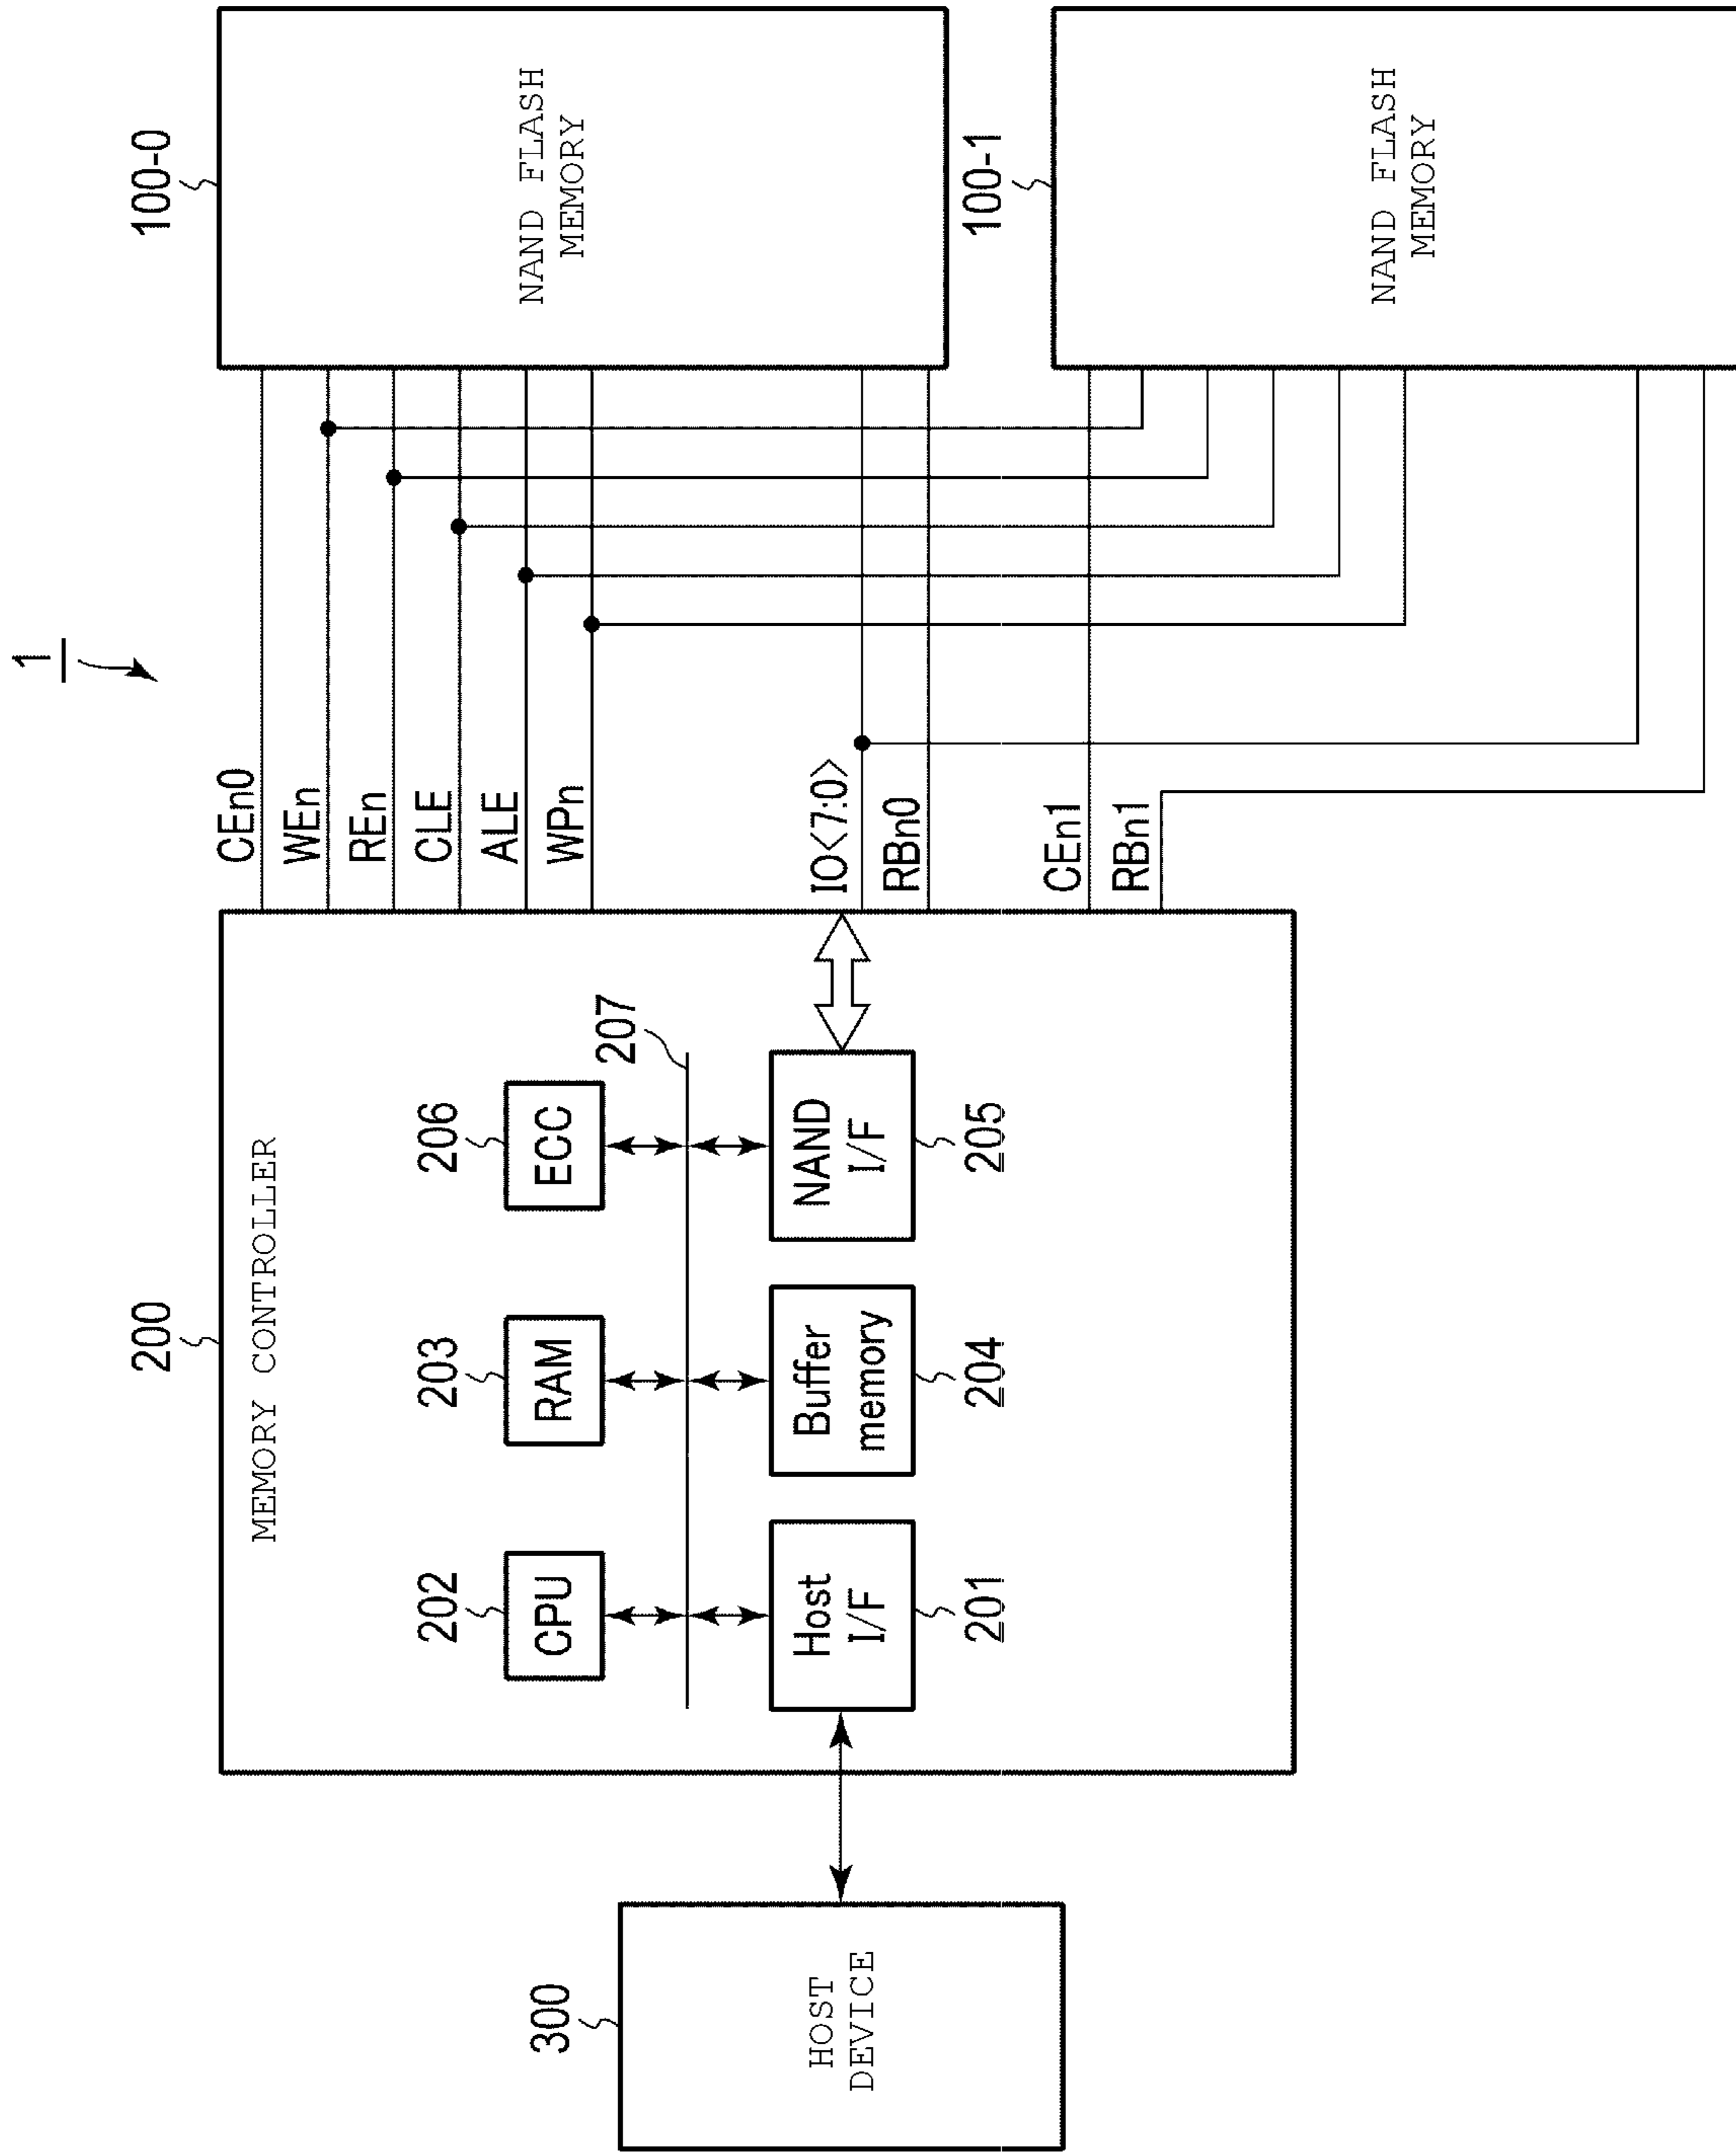 1
200
MEMORY CONTROLLER
202
CPU
203
RAM
206
ECC
207
300
HOST
DEVICE
Host
I/F
201
Buffer
memory
204
NAND
I/F
205
CEn0
WEn
REn
CLE
ALE
WPn
IO<7:0>
RBn0
CEn1
RBn1
100-0
NAND FLASH
MEMORY
100-1
NAND FLASH
MEMORY